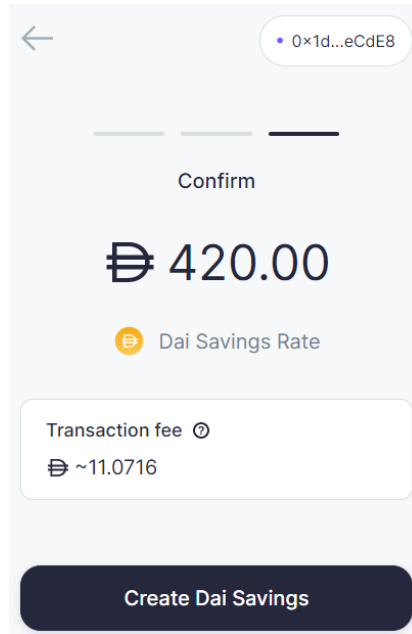 0×1d...eCdE8
Confirm
420.00
Dai Savings Rate
Transaction fee ?
~11.0716
Create Dai Savings